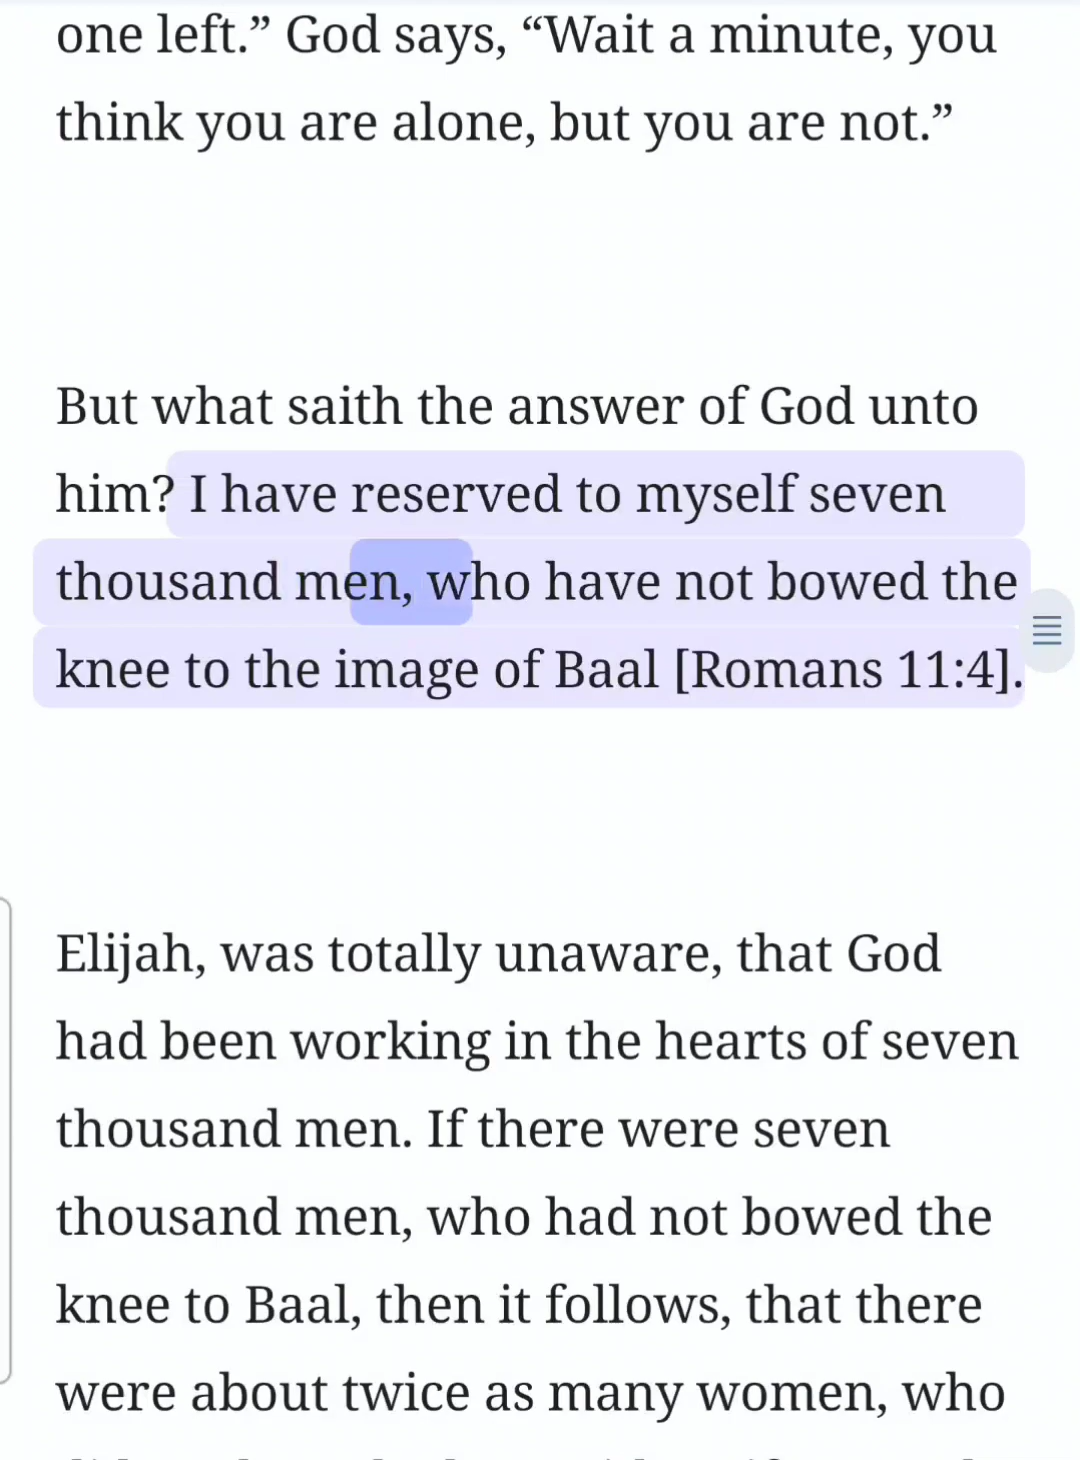 one left.” God says, “Wait a minute, you
think you are alone, but you are not.”
But what saith the answer of God unto
him? I have reserved to myself seven
thousand men, who have not bowed the
knee to the image of Baal [Romans 11:4].
Elijah, was totally unaware, that God
had been working in the hearts of seven
thousand men. If there were seven
thousand men, who had not bowed the
knee to Baal, then it follows, that there
were about twice as many women, who